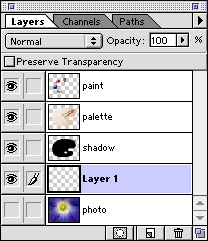 Layers Channels Paths
Normal Opacity: 100 %
Preserve Transparency
paint
palette
shadow
Layer 1
photo